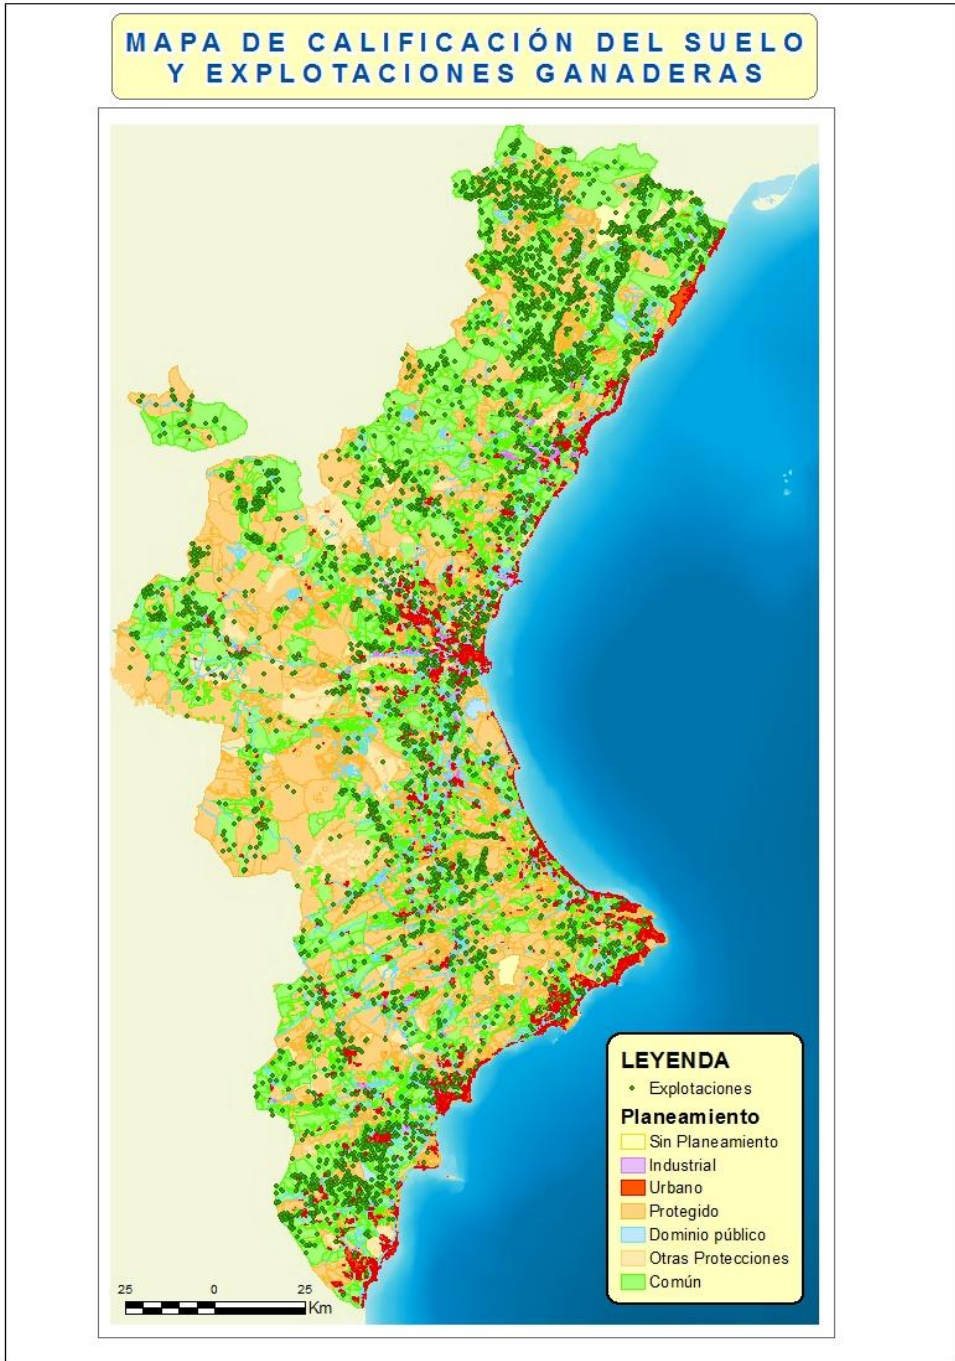 MAPA DE CALIFICACIÓN DEL SUELO
Y EXPLOTACIONES GANADERAS
LEYENDA
Explotaciones
Planeamiento
Sin Planeamiento
Industrial
Urbano
Protegido
Dominio público
Otras Protecciones
Común
25 0 25
Km